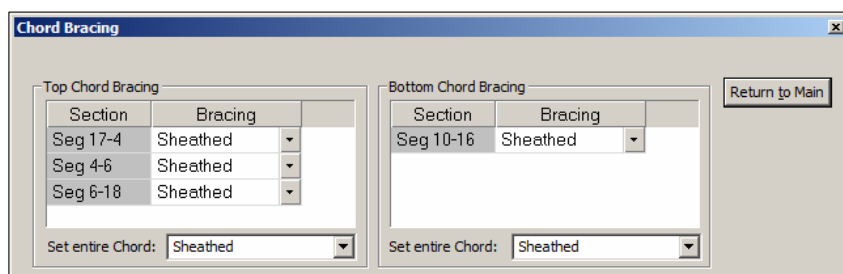 Chord Bracing
Top Chord Bracing
Section Bracing
Seg 17-4 Sheathed
Seg 4-6 Sheathed
Seg 6-18 Sheathed
Set entire Chord: Sheathed
Bottom Chord Bracing
Section Bracing
Seg 10-16 Sheathed
Set entire Chord: Sheathed
Return to Main